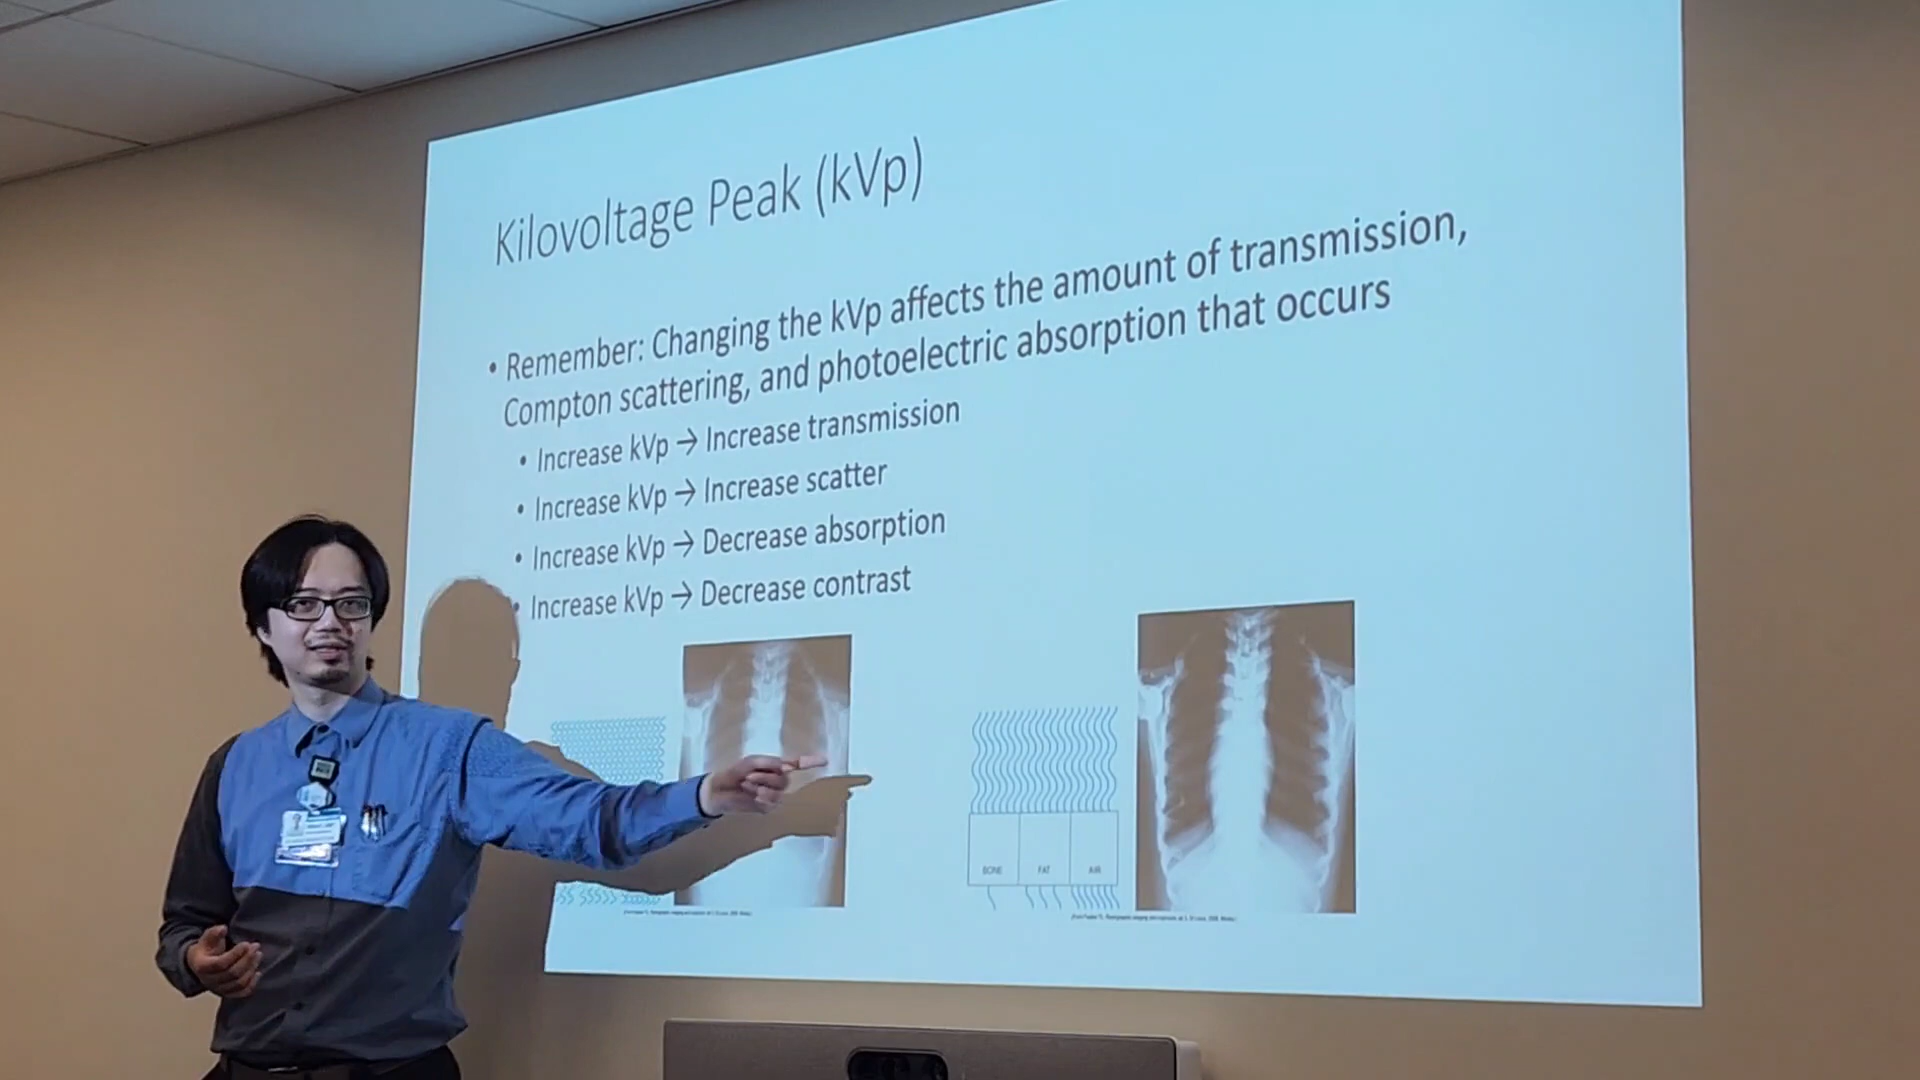 Kilovoltage Peak (kVp)
• Remember: Changing the kVp affects the amount of transmission,
Compton scattering, and photoelectric absorption that occurs
• Increase kVp → Increase transmission
• Increase kVp → Increase scatter
• Increase kVp → Decrease absorption
• Increase kVp → Decrease contrast
BONE FAT AIR